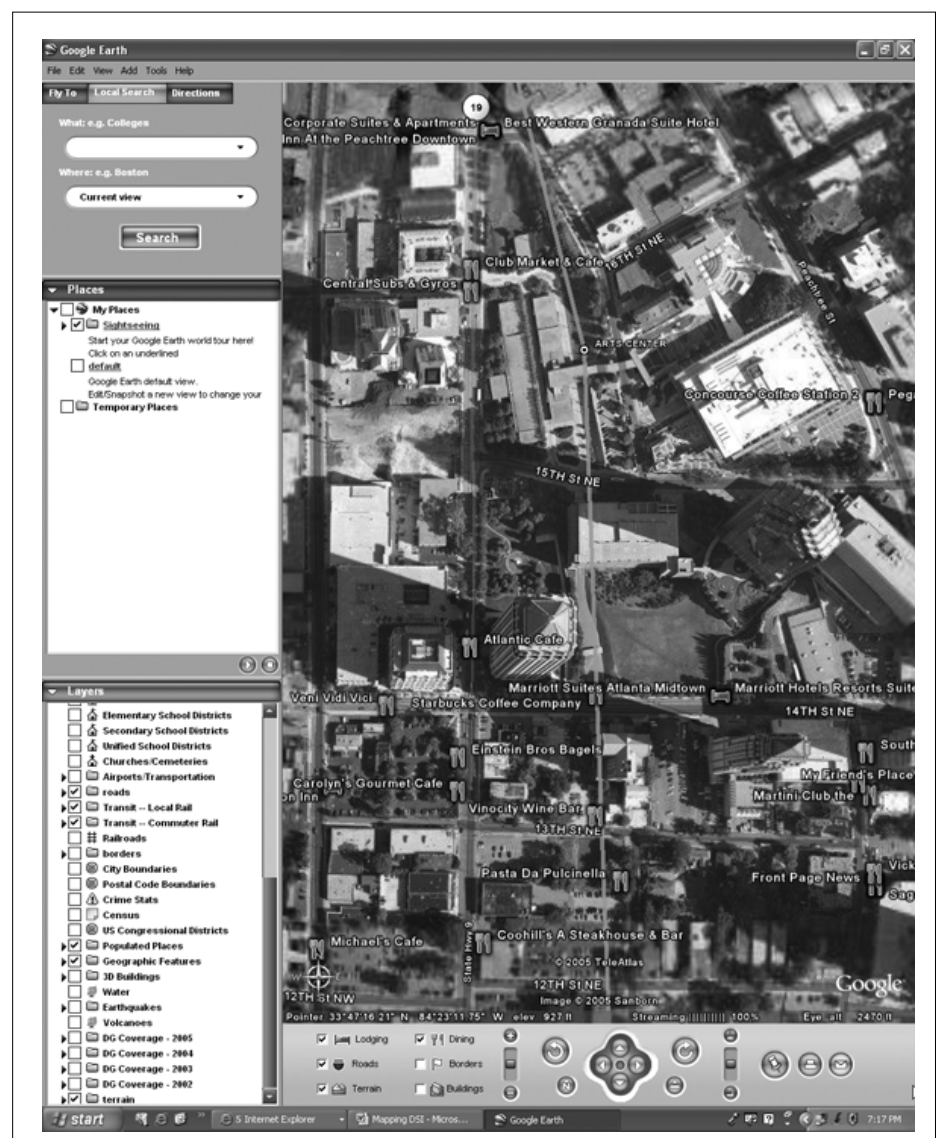 Google Earth
File Edit View Add Tools Help
Fly To Local Search Directions
What: e.g. Colleges
Where: e.g. Boston
Current view
Search
Places
My Places
Sightseeing
Start your Google Earth world tour here!
Click on an underlined
default
Google Earth default view.
Edit/Snapshot a new view to change your
Temporary Places
Layers
Elementary School Districts
Secondary School Districts
Unified School Districts
Churches/Cemeteries
Airports/Transportation
roads
Transit -- Local Rail
Transit -- Commuter Rail
Railroads
borders
City Boundaries
Postal Code Boundaries
Crime Stats
Census
US Congressional Districts
Populated Places
Geographic Features
3D Buildings
Water
Earthquakes
Volcanoes
DG Coverage - 2005
DG Coverage - 2004
DG Coverage - 2003
DG Coverage - 2002
terrain
19
Corporate Suites & Apartments
Best Western Granada Suite Hotel
Inn At the Peachtree Downtown
16TH St NE
Club Market & Cafe
Central Subs & Gyros
Peachtree St
ARTS CENTER
Concourse Coffee Station 2
Peg
15TH St NE
Atlantic Cafe
Marriott Suites Atlanta Midtown
Marriott Hotels Resorts Suite
Veni Vidi Vici
Starbucks Coffee Company
14TH St NE
Einstein Bros Bagels
South
My Friend's Place
Carolyn's Gourmet Cafe
on Inn
Martini Club the
Vinocity Wine Bar
13TH St NE
Pasta Da Pulcinella
Front Page News
Vick
Sag
Michael's Cafe
State Hwy 9
Coohill's A Steakhouse & Bar
© 2005 TeleAtlas
W E
12TH St NW
12TH St NE
Google
Image © 2005 Sanborn
Pointer 33°47'16.21" N, 84°23'11.75" W elev 927 ft Streaming |||||||||| 100% Eye alt 2470 ft
Lodging Dining
Roads Borders
Terrain Buildings
N
start
5 Internet Explorer
Mapping DSI - Micros...
Google Earth
7:17 PM